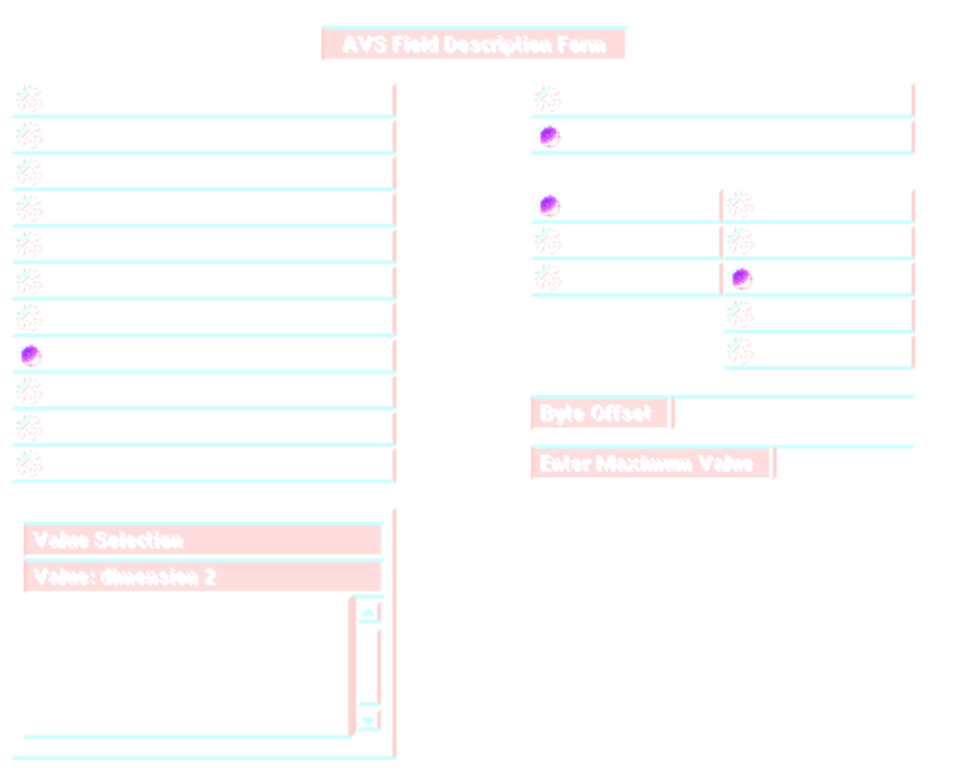 AVS Field Description Form
Byte Offset
Enter Maximum Value
Value Selection
Value: dimension 2